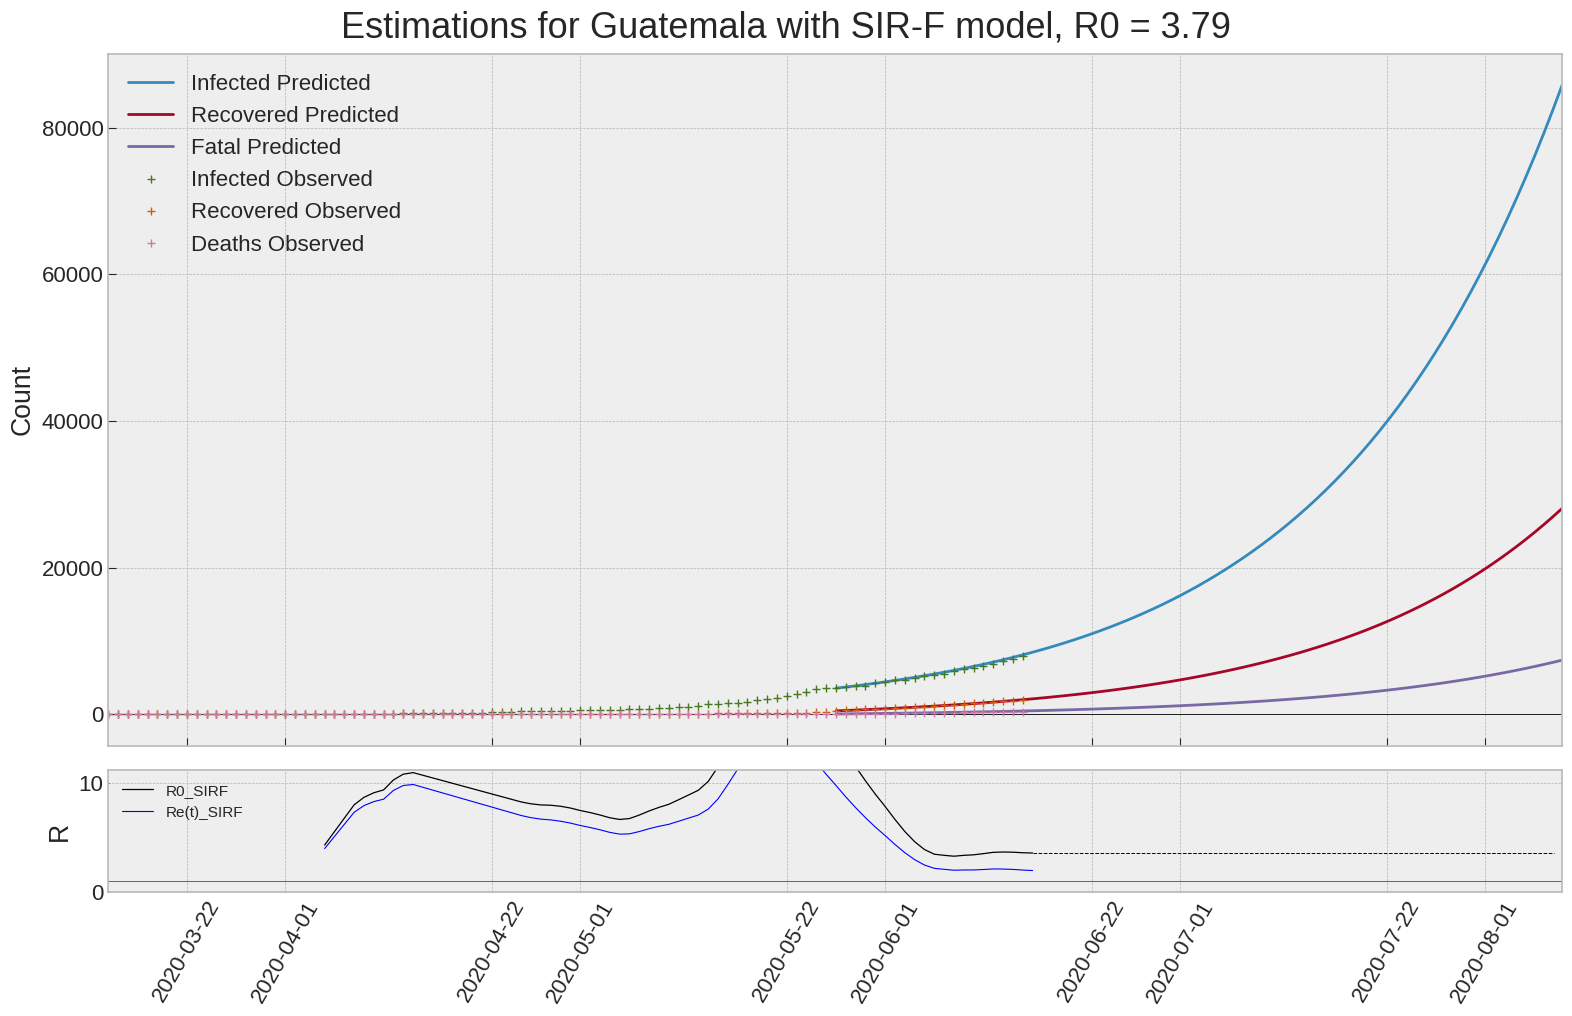 Estimations for Guatemala with SIR-F model, R0 = 3.79
Infected Predicted
Recovered Predicted
Fatal Predicted
Infected Observed
Recovered Observed
Deaths Observed
80000
60000
40000
20000
0
Count
10
0
R
R0_SIRF
Re(t)_SIRF
2020-03-22
2020-04-01
2020-04-22
2020-05-01
2020-05-22
2020-06-01
2020-06-22
2020-07-01
2020-07-22
2020-08-01